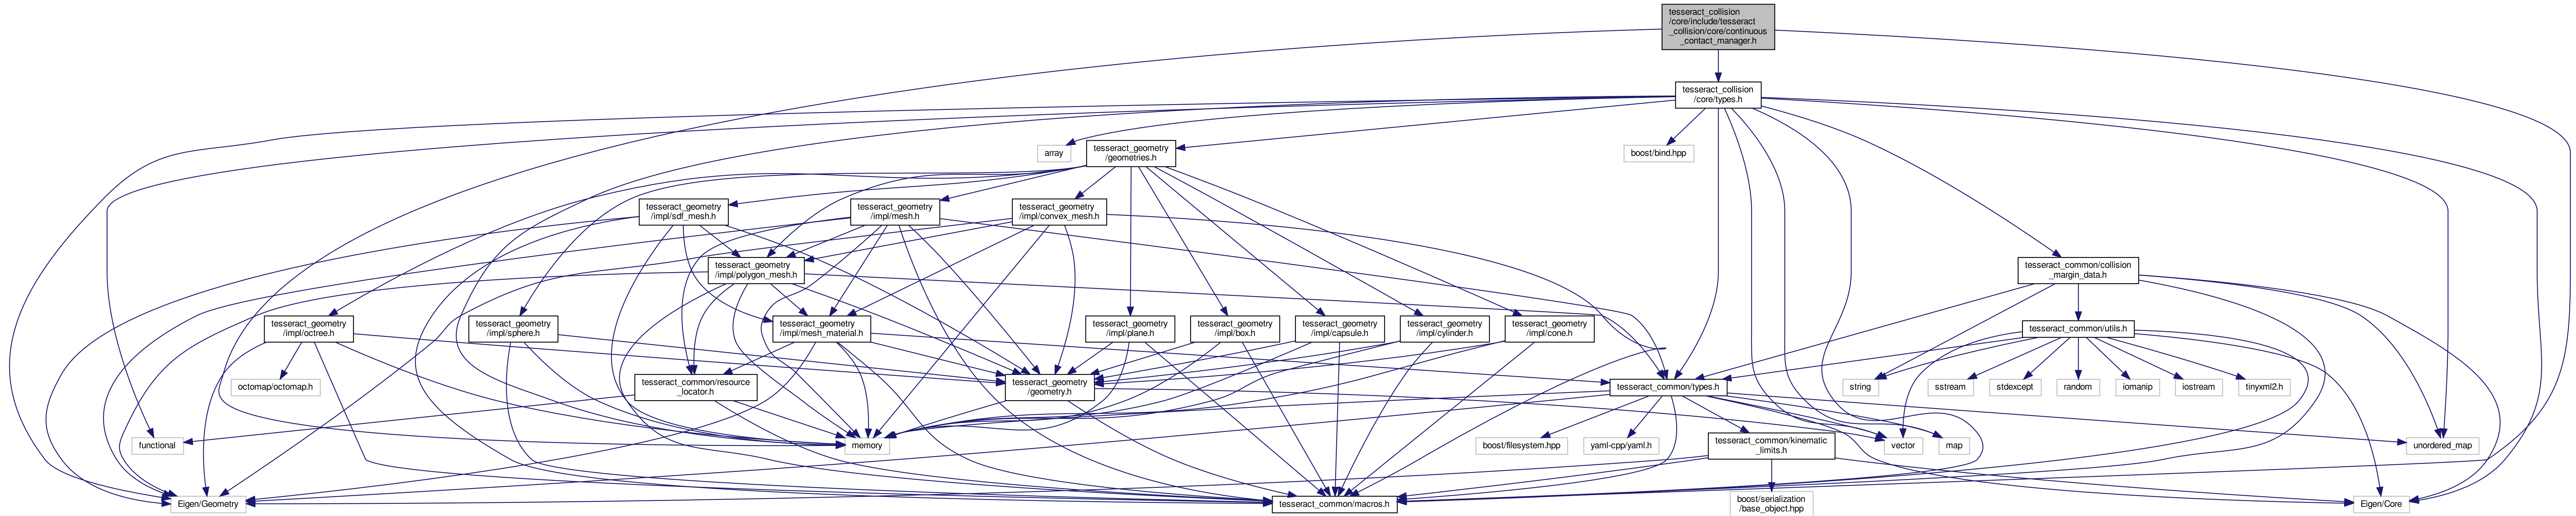 tesseract_collision
/core/include/tesseract
_collision/core/continuous
_contact_manager.h
tesseract_collision
/core/types.h
array
tesseract_geometry
/geometries.h
boost/bind.hpp
tesseract_geometry
/impl/sdf_mesh.h
tesseract_geometry
/impl/mesh.h
tesseract_geometry
/impl/convex_mesh.h
tesseract_geometry
/impl/polygon_mesh.h
tesseract_common/collision
_margin_data.h
tesseract_geometry
/impl/octree.h
tesseract_geometry
/impl/sphere.h
tesseract_geometry
/impl/mesh_material.h
tesseract_geometry
/impl/plane.h
tesseract_geometry
/impl/box.h
tesseract_geometry
/impl/capsule.h
tesseract_geometry
/impl/cylinder.h
tesseract_geometry
/impl/cone.h
tesseract_common/utils.h
octomap/octomap.h
tesseract_common/resource
_locator.h
tesseract_geometry
/geometry.h
tesseract_common/types.h
string
sstream
stdexcept
random
iomanip
iostream
tinyxml2.h
functional
memory
boost/filesystem.hpp
yaml-cpp/yaml.h
tesseract_common/kinematic
_limits.h
vector
map
unordered_map
Eigen/Geometry
tesseract_common/macros.h
boost/serialization
/base_object.hpp
Eigen/Core